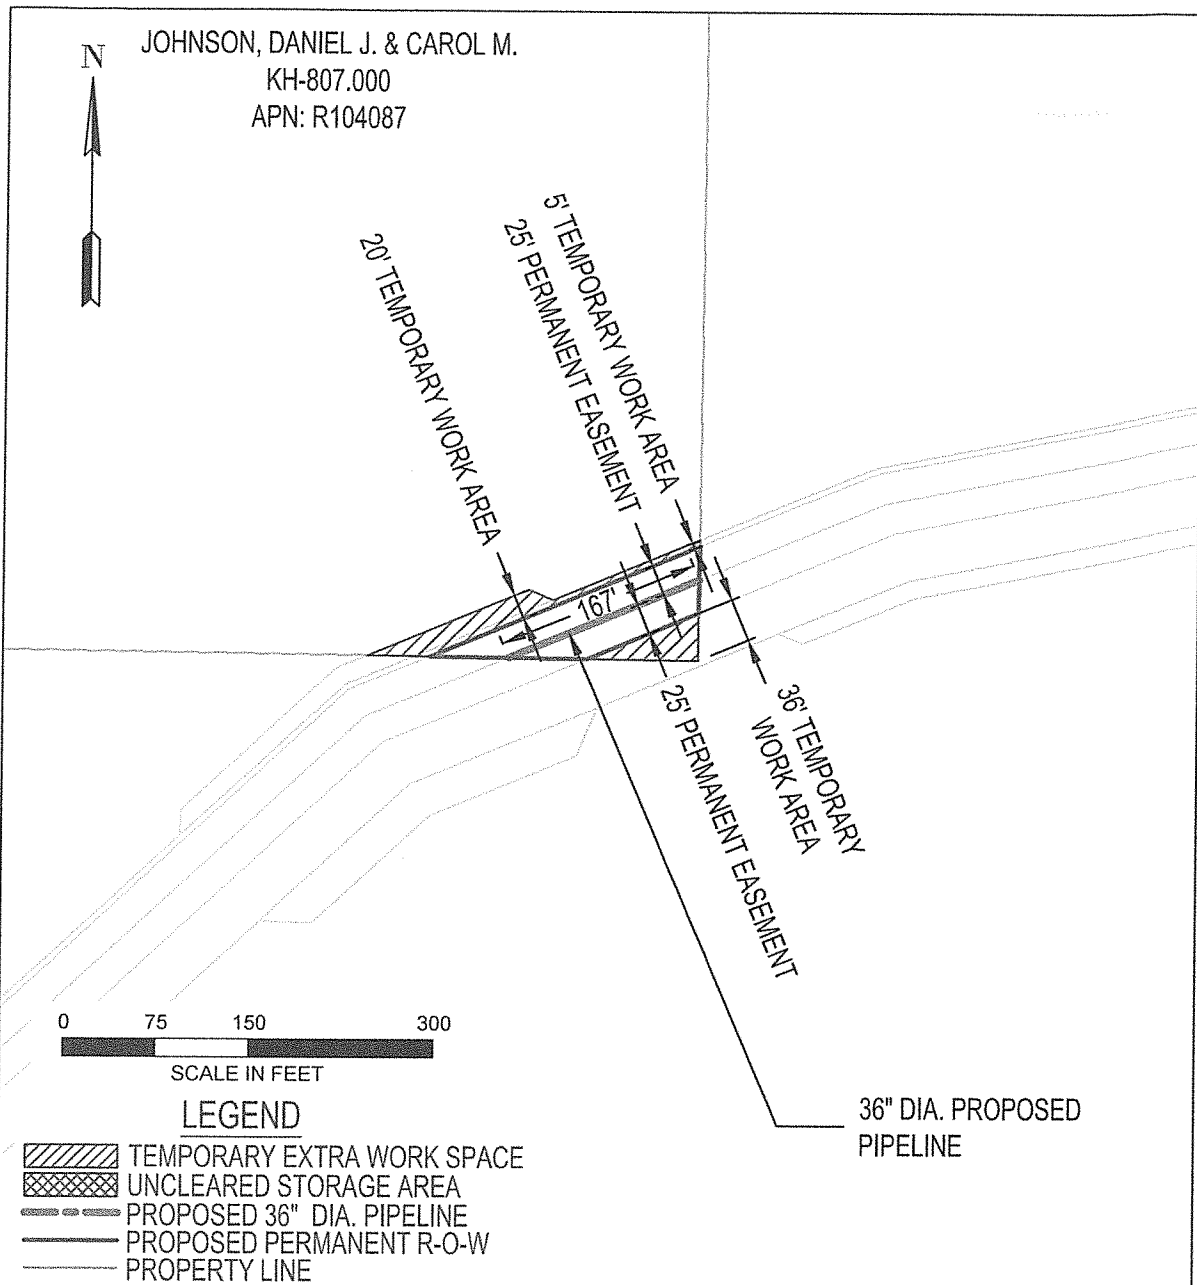 N
JOHNSON, DANIEL J. & CAROL M.
KH-807.000
APN: R104087
20' TEMPORARY WORK AREA
25' PERMANENT EASEMENT
5' TEMPORARY WORK AREA
167'
25' PERMANENT EASEMENT
36' TEMPORARY
WORK AREA
36" DIA. PROPOSED
PIPELINE
0 75 150 300
SCALE IN FEET
LEGEND
TEMPORARY EXTRA WORK SPACE
UNCLEARED STORAGE AREA
PROPOSED 36" DIA. PIPELINE
PROPOSED PERMANENT R-O-W
PROPERTY LINE